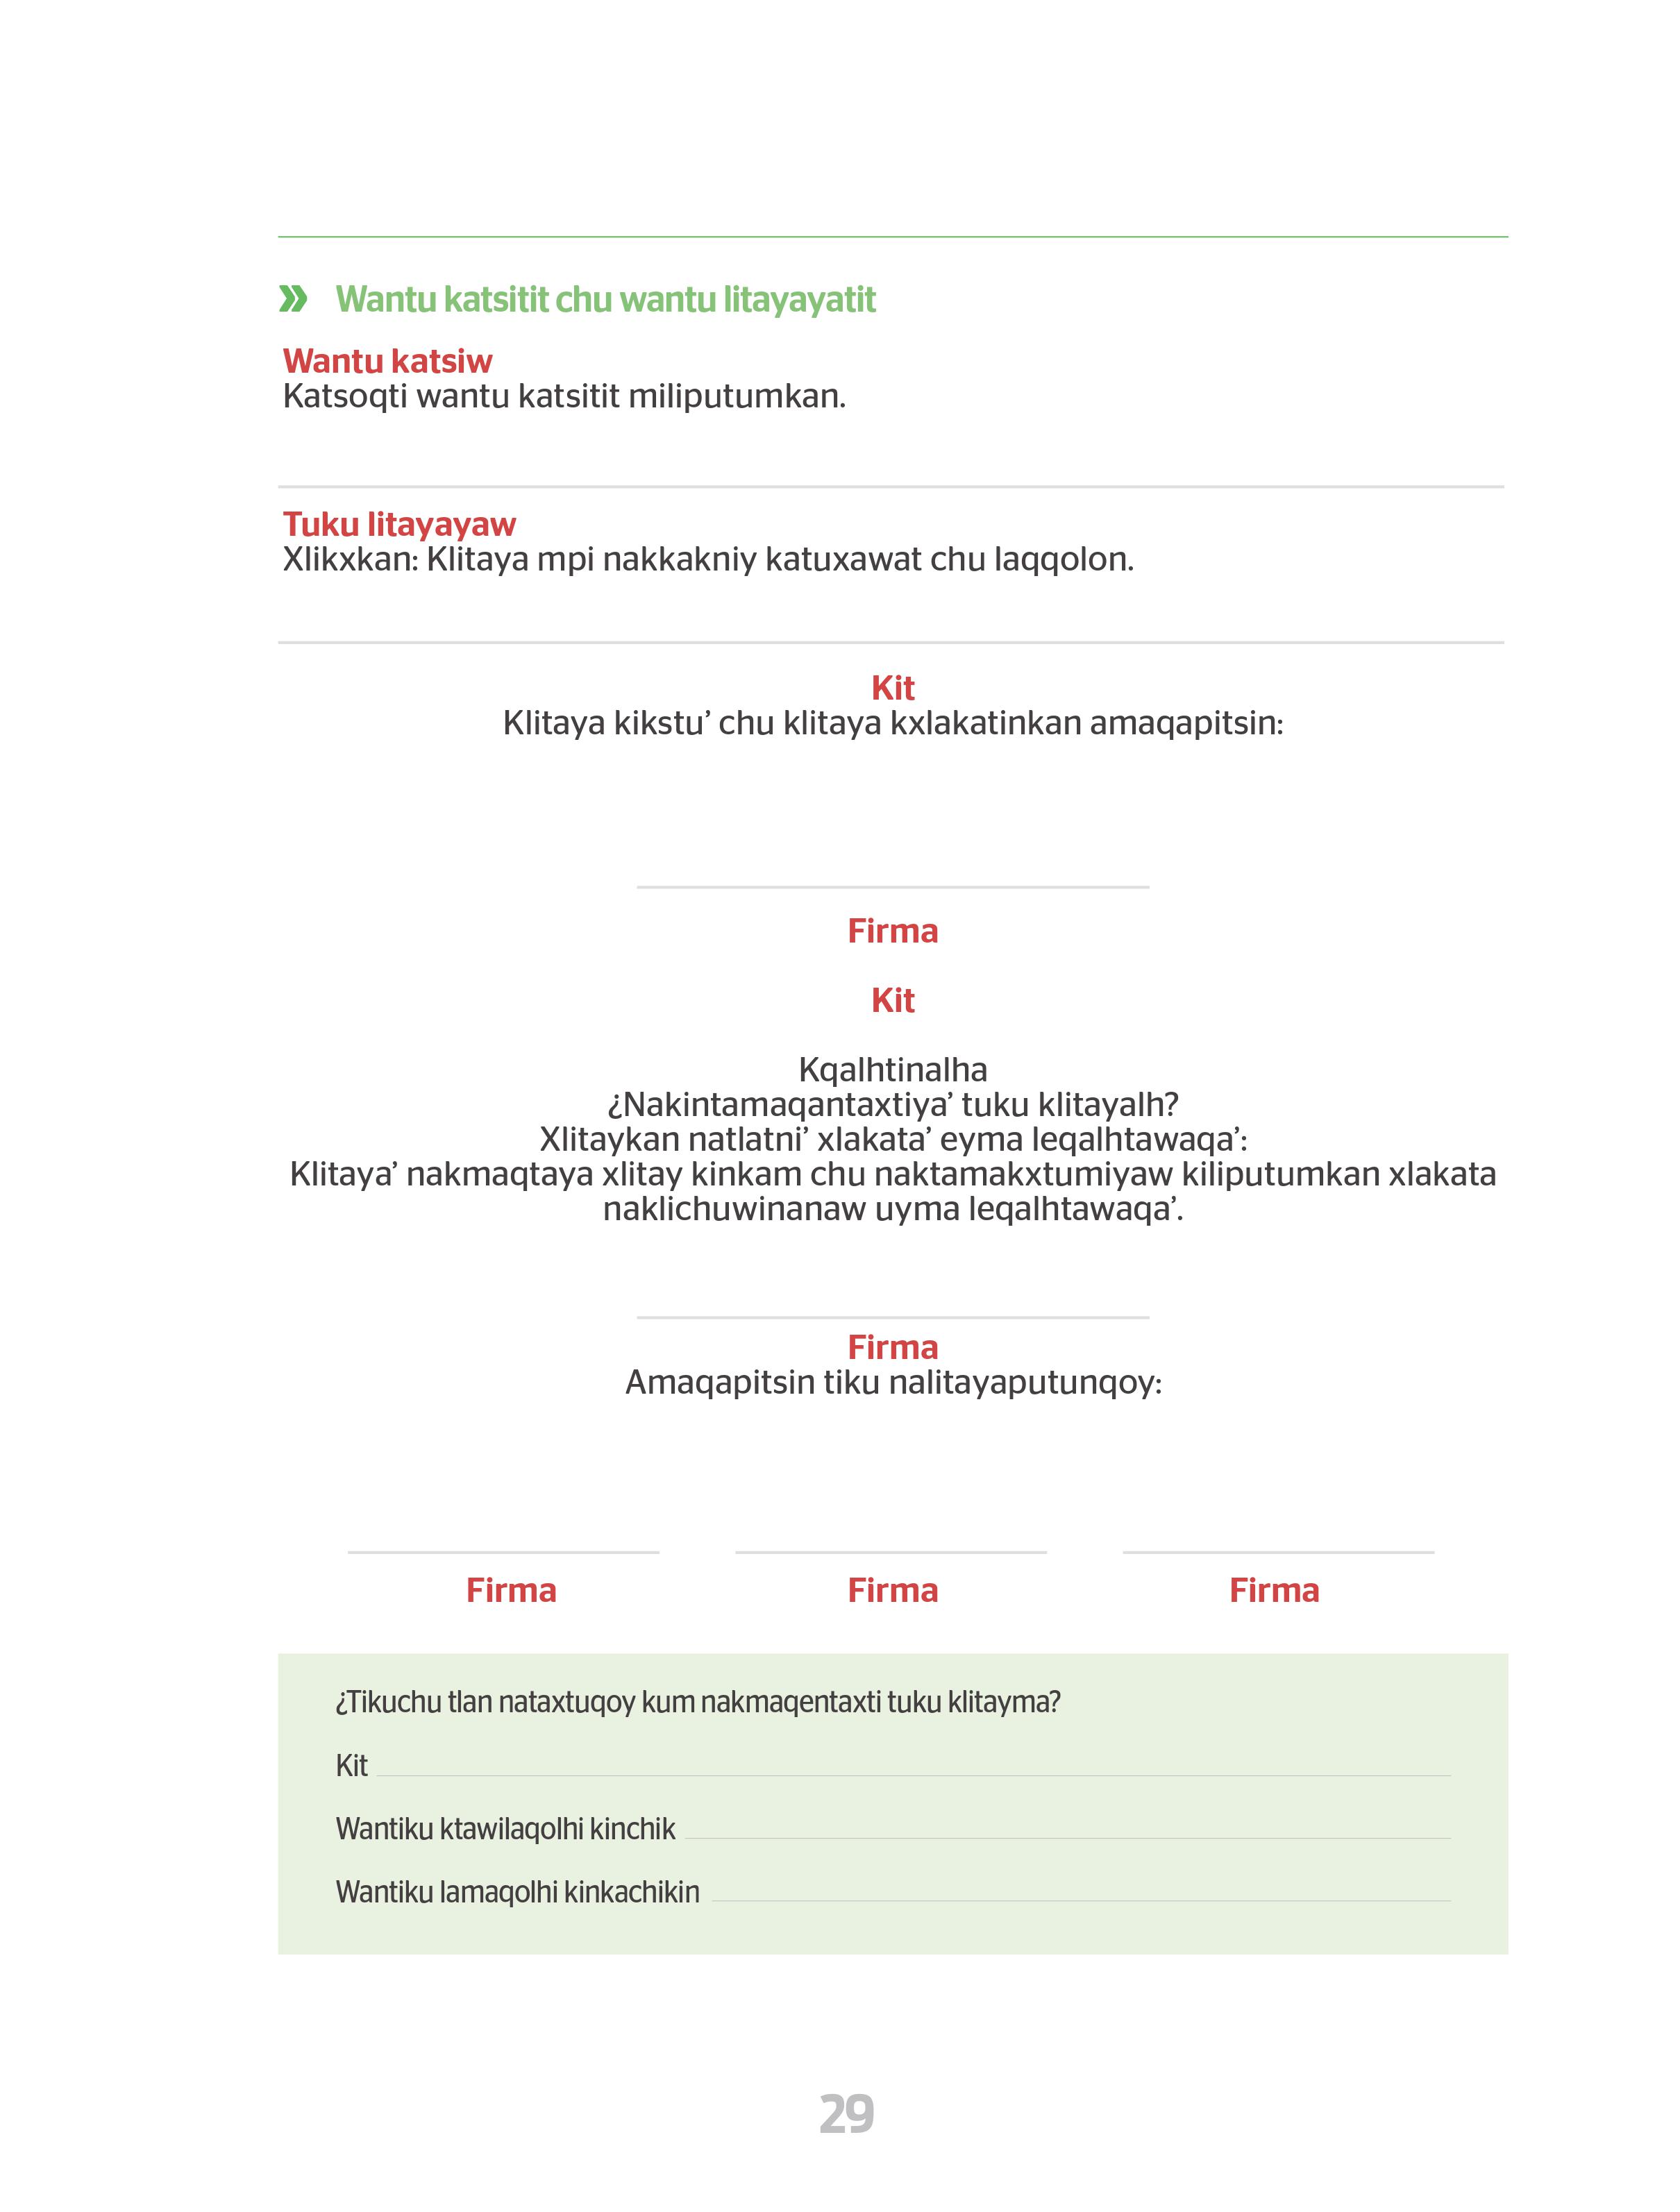 » Wantu katsitit chu wantu litayayatit
Wantu katsiw
Katsoqti wantu katsitit miliputumkan.
Tuku litayayaw
Xlikxkan: Klitaya mpi nakkakniy katuxawat chu laqqolon.
Kit
Klitaya kikstu’ chu klitaya kxlakatinkan amaqapitsin:
Firma
Kit
Kqalhtinalha
¿Nakintamaqantaxtiya’ tuku klitayalh?
Xlitaykan natlatni’ xlakata’ eyma leqalhtawaqa’:
Klitaya’ nakmaqtaya xlitay kinkam chu naktamakxtumiyaw kiliputumkan xlakata
naklichuwinanaw uyma leqalhtawaqa’.
Firma
Amaqapitsin tiku nalitayaputunqoy:
Firma Firma Firma
¿Tikuchu tlan nataxtuqoy kum nakmaqentaxti tuku klitayma?
Kit
Wantiku ktawilaqolhi kinchik
Wantiku lamaqolhi kinkachikin
29